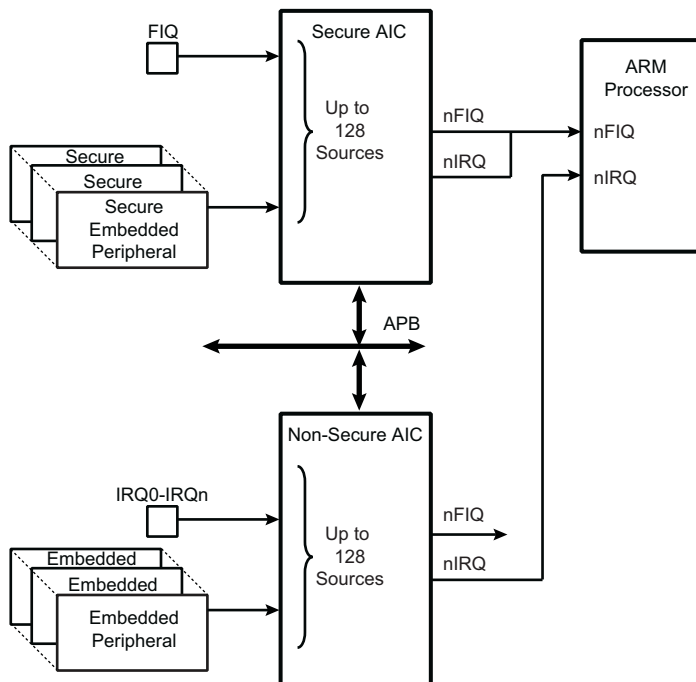 FIQ
Secure AIC
Up to
128
Sources
nFIQ
nIRQ
ARM
Processor
nFIQ
nIRQ
Secure
Secure
Secure
Embedded
Peripheral
APB
Non-Secure AIC
IRQ0-IRQn
Up to
128
Sources
nFIQ
nIRQ
Embedded
Embedded
Embedded
Peripheral